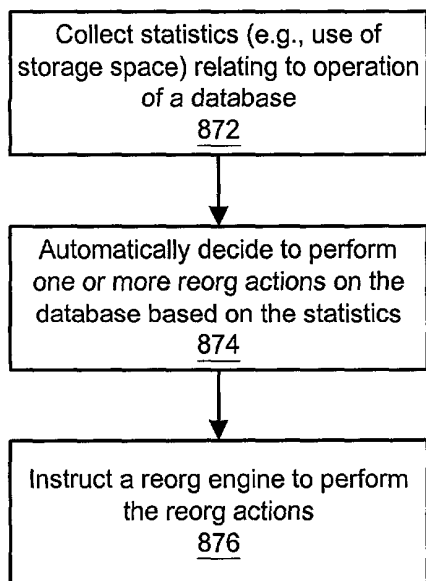 Collect statistics (e.g., use of
storage space) relating to operation
of a database
872
Automatically decide to perform
one or more reorg actions on the
database based on the statistics
874
Instruct a reorg engine to perform
the reorg actions
876